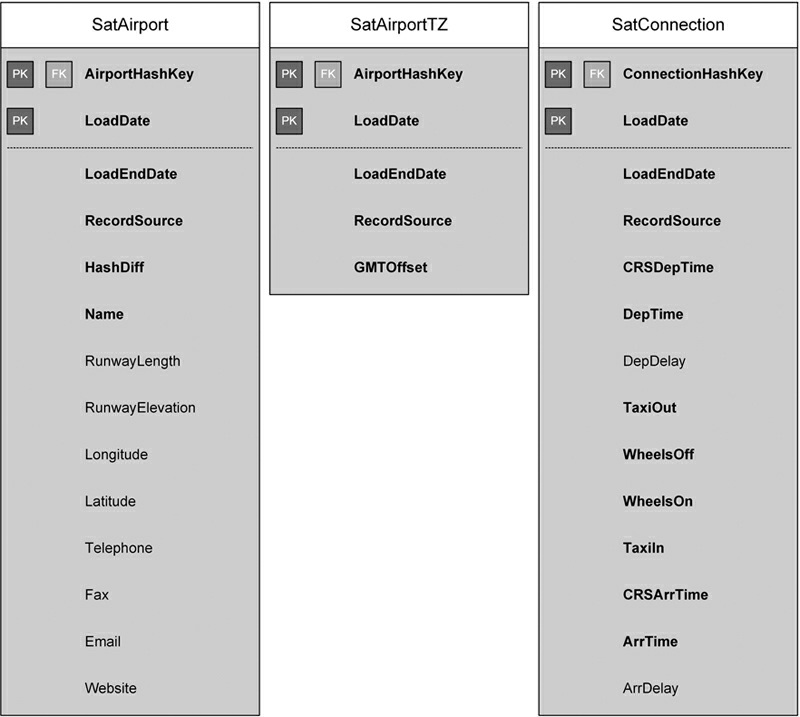 SatAirport
PK FK AirportHashKey
PK LoadDate
LoadEndDate
RecordSource
HashDiff
Name
RunwayLength
RunwayElevation
Longitude
Latitude
Telephone
Fax
Email
Website
SatAirportTZ
PK FK AirportHashKey
PK LoadDate
LoadEndDate
RecordSource
GMTOffset
SatConnection
PK FK ConnectionHashKey
PK LoadDate
LoadEndDate
RecordSource
CRSDepTime
DepTime
DepDelay
TaxiOut
WheelsOff
WheelsOn
TaxiIn
CRSArrTime
ArrTime
ArrDelay